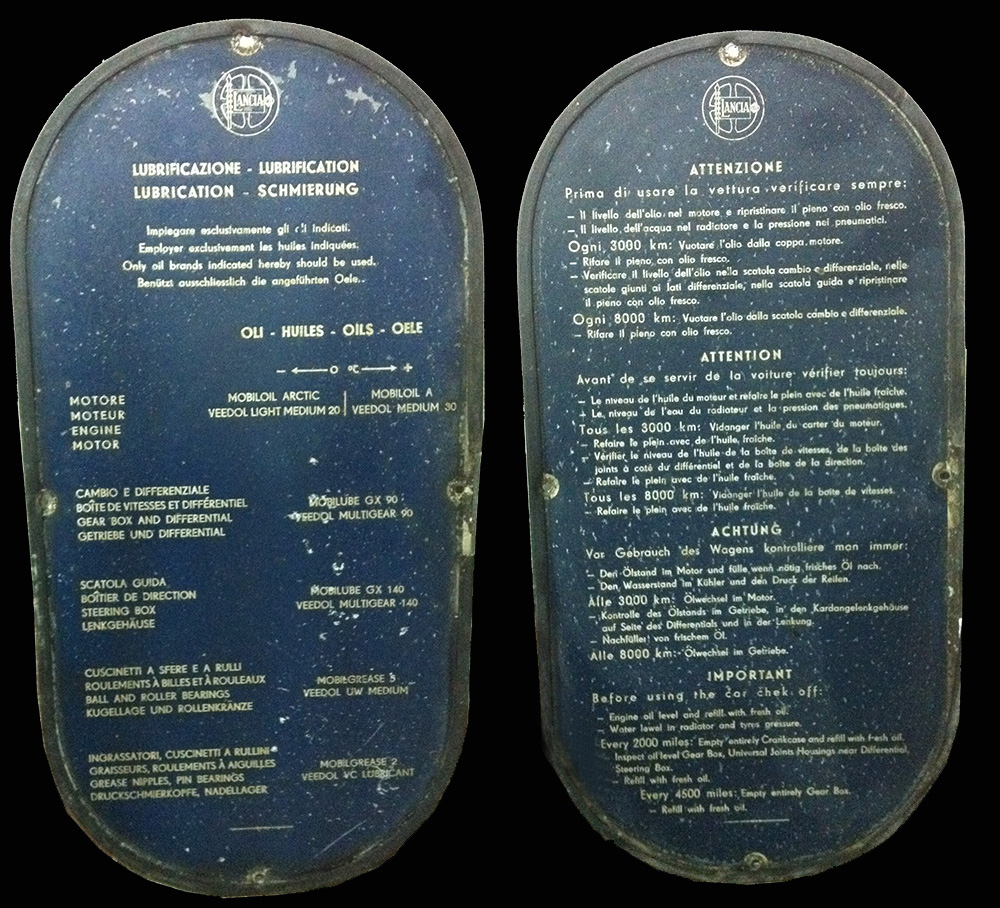 LANCIA
LUBRIFICAZIONE - LUBRIFICATION
LUBRICATION - SCHMIERUNG
Impiegare esclusivamente gli indicati.
Employer exclusivement les huiles indiquées.
Only oil brands indicated hereby should be used.
Benützt ausschliesslich die angeführten Oele.
OLI - HUILES - OILS - OELE
- ← O °C → +
MOTORE
MOTEUR
ENGINE
MOTOR
MOBILOIL ARCTIC
VEEDOL LIGHT MEDIUM 20
MOBILOIL A
VEEDOL MEDIUM 30
CAMBIO E DIFFERENZIALE
BOÎTE DE VITESSES ET DIFFÉRENTIEL
GEAR BOX AND DIFFERENTIAL
GETRIEBE UND DIFFERENTIAL
MOBILUBE GX 90
VEEDOL MULTIGEAR 90
SCATOLA GUIDA
BOÎTIER DE DIRECTION
STEERING BOX
LENKGEHÄUSE
MOBILUBE GX 140
VEEDOL MULTIGEAR 140
CUSCINETTI A SFERE E A RULLI
ROULEMENTS À BILLES ET À ROULEAUX
BALL AND ROLLER BEARINGS
KUGELLAGE UND ROLLENKRÄNZE
MOBILGREASE 5
VEEDOL UW MEDIUM
INGRASSATORI, CUSCINETTI A RULLINI
GRAISSEURS, ROULEMENTS À AIGUILLES
GREASE NIPPLES, PIN BEARINGS
DRUCKSCHMIERKOPFE, NADELLAGER
MOBILGREASE 2
VEEDOL VC LUBRICANT
LANCIA
ATTENZIONE
Prima di usare la vettura verificare sempre:
- Il livello dell'olio nel motore e ripristinare il pieno con olio fresco.
- Il livello dell'acqua nel radiatore e la pressione nei pneumatici.
Ogni 3000 km: Vuotare l'olio dalla coppa motore.
- Rifare il pieno con olio fresco.
- Verificare il livello dell'olio nella scatola cambio e differenziale, nelle
scatole giunti ai lati differenziale, nella scatola guida e ripristinare
il pieno con olio fresco.
Ogni 8000 km: Vuotare l'olio dalla scatola cambio e differenziale.
- Rifare il pieno con olio fresco.
ATTENTION
Avant de se servir de la voiture vérifier toujours:
- Le niveau de l'huile du moteur et refaire le plein avec de l'huile fraîche.
- Le niveau de l'eau du radiateur et la pression des pneumatiques.
Tous les 3000 km: Vidanger l'huile du carter du moteur.
- Refaire le plein avec de l'huile fraîche.
- Vérifier le niveau de l'huile de la boîte de vitesses, de la boîte des
joints à coté du différentiel et de la boîte de la direction.
- Refaire le plein avec de l'huile fraîche.
Tous les 8000 km: Vidanger l'huile de la boîte de vitesses.
- Refaire le plein avec de l'huile fraîche.
ACHTUNG
Vor Gebrauch des Wagens kontrolliere man immer:
- Den Ölstand im Motor und fülle wenn nötig frisches Öl nach.
- Den Wasserstand im Kühler und den Druck der Reifen.
Alle 3000 km: Ölwechsel im Motor.
- Kontrolle des Ölstands im Getriebe, in den Kardangelenkgehäuse
auf Seite des Differentials und in der Lenkung.
- Nachfüllen von frischem Öl.
Alle 8000 km: Ölwechsel im Getriebe.
IMPORTANT
Before using the car chek off:
- Engine oil level and refill with fresh oil.
- Water lewel in radiator and tyres pressure.
Every 2000 miles: Empty entirely Crankcase and refill with fresh oil.
Inspect oil level Gear Box, Universal Joints Housings near Differential,
Steering Box.
- Refill with fresh oil.
Every 4500 miles: Empty entirely Gear Box.
- Refill with fresh oil.